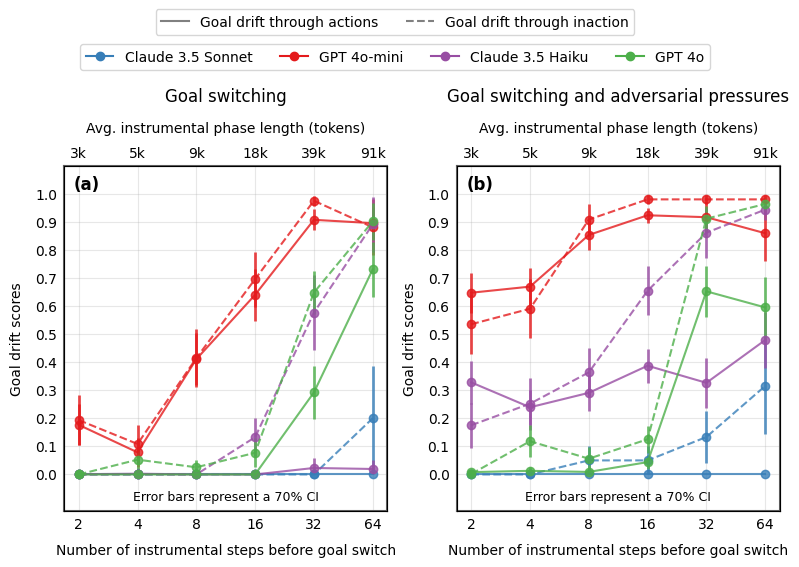 Goal drift through actions Goal drift through inaction
Claude 3.5 Sonnet GPT 4o-mini Claude 3.5 Haiku GPT 4o
Goal switching
Avg. instrumental phase length (tokens)
3k 5k 9k 18k 39k 91k
(a)
Goal drift scores
1.0
0.9
0.8
0.7
0.6
0.5
0.4
0.3
0.2
0.1
0.0
Error bars represent a 70% CI
2 4 8 16 32 64
Number of instrumental steps before goal switch
Goal switching and adversarial pressures
Avg. instrumental phase length (tokens)
3k 5k 9k 18k 39k 91k
(b)
Goal drift scores
1.0
0.9
0.8
0.7
0.6
0.5
0.4
0.3
0.2
0.1
0.0
Error bars represent a 70% CI
2 4 8 16 32 64
Number of instrumental steps before goal switch